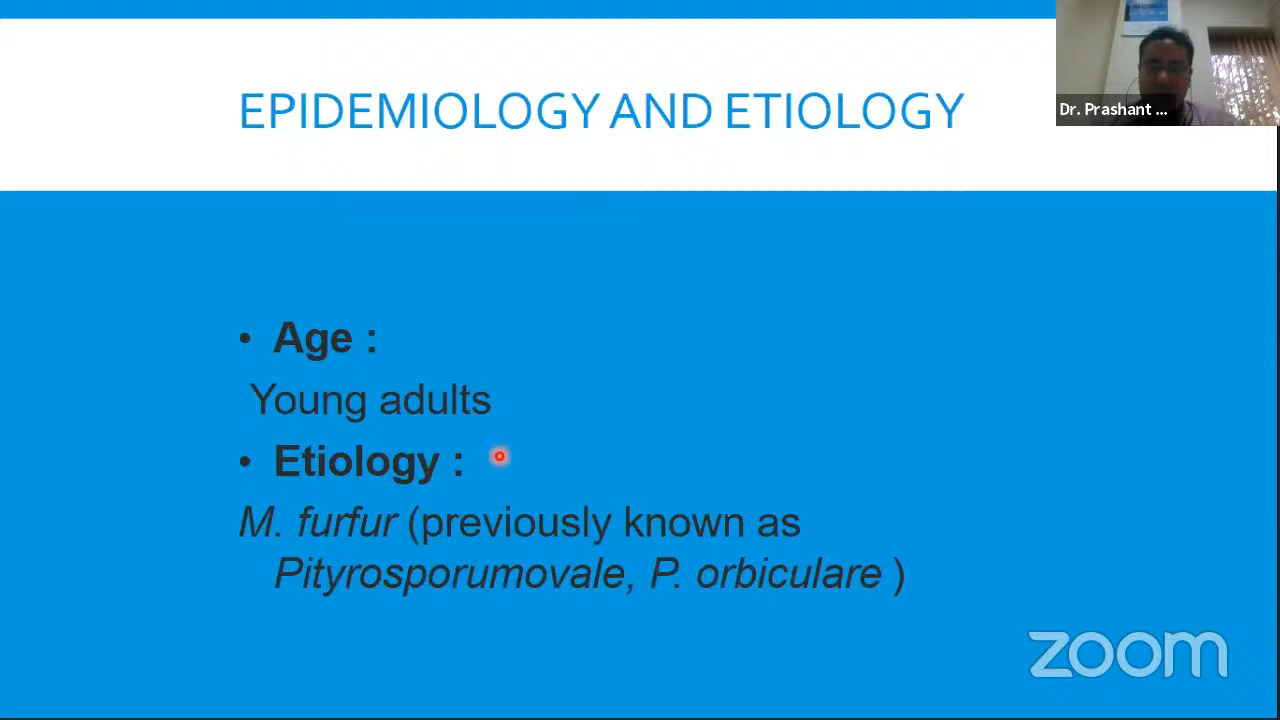 EPIDEMIOLOGY AND ETIOLOGY
Dr. Prashant ...
• Age :
Young adults
• Etiology :
M. furfur (previously known as
Pityrosporumovale, P. orbiculare )
zoom